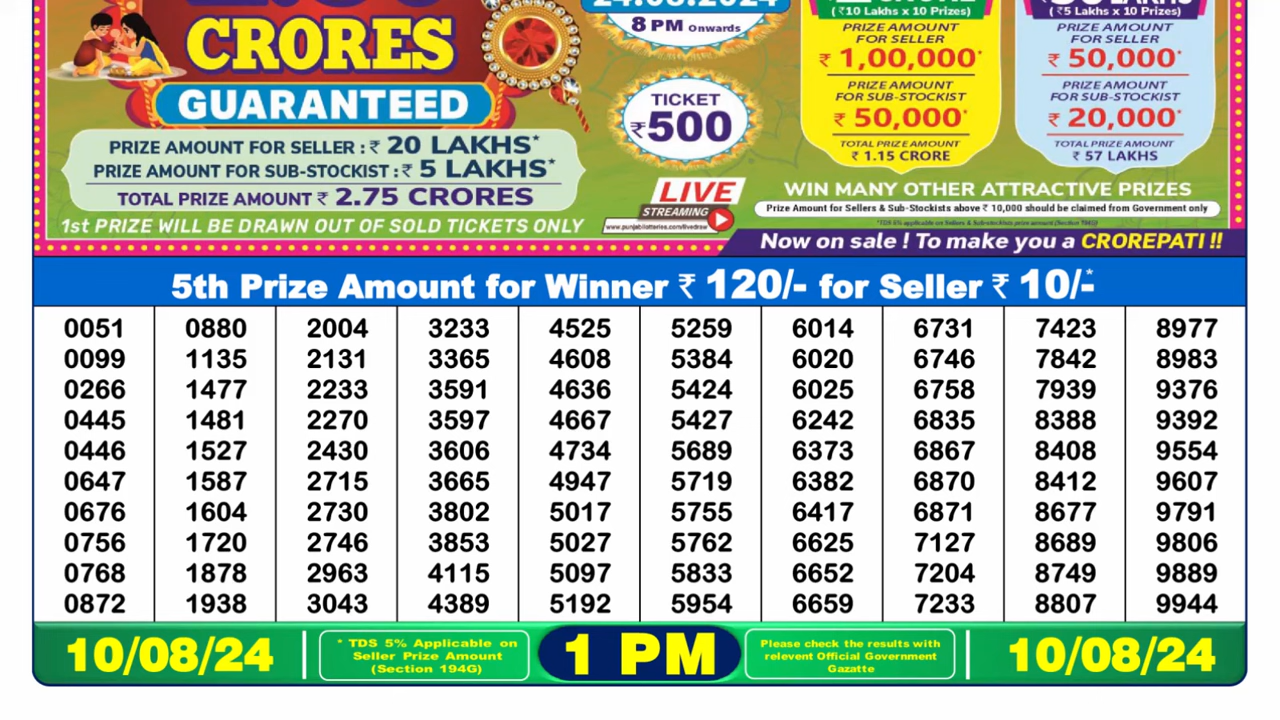 CRORES
GUARANTEED
PRIZE AMOUNT FOR SELLER : ₹ 20 LAKHS*
PRIZE AMOUNT FOR SUB-STOCKIST : ₹ 5 LAKHS*
TOTAL PRIZE AMOUNT ₹ 2.75 CRORES
1st PRIZE WILL BE DRAWN OUT OF SOLD TICKETS ONLY
8 PM Onwards
TICKET
₹500
LIVE
STREAMING
www.punjablotteries.com/livedraw
(₹10 Lakhs x 10 Prizes)
PRIZE AMOUNT
FOR SELLER
₹ 1,00,000*
PRIZE AMOUNT
FOR SUB-STOCKIST
₹ 50,000*
TOTAL PRIZE AMOUNT
₹ 1.15 CRORE
(₹ 5 Lakhs x 10 Prizes)
PRIZE AMOUNT
FOR SELLER
₹ 50,000*
PRIZE AMOUNT
FOR SUB-STOCKIST
₹ 20,000*
TOTAL PRIZE AMOUNT
₹ 57 LAKHS
WIN MANY OTHER ATTRACTIVE PRIZES
Prize Amount for Sellers & Sub-Stockists above ₹ 10,000 should be claimed from Government only
Now on sale ! To make you a CROREPATI !!
5th Prize Amount for Winner ₹ 120/- for Seller ₹ 10/-*
0051 0880 2004 3233 4525 5259 6014 6731 7423 8977
0099 1135 2131 3365 4608 5384 6020 6746 7842 8983
0266 1477 2233 3591 4636 5424 6025 6758 7939 9376
0445 1481 2270 3597 4667 5427 6242 6835 8388 9392
0446 1527 2430 3606 4734 5689 6373 6867 8408 9554
0647 1587 2715 3665 4947 5719 6382 6870 8412 9607
0676 1604 2730 3802 5017 5755 6417 6871 8677 9791
0756 1720 2746 3853 5027 5762 6625 7127 8689 9806
0768 1878 2963 4115 5097 5833 6652 7204 8749 9889
0872 1938 3043 4389 5192 5954 6659 7233 8807 9944
10/08/24
* TDS 5% Applicable on
Seller Prize Amount
(Section 194G)
1 PM
Please check the results with
relevent Official Government
Gazatte
10/08/24